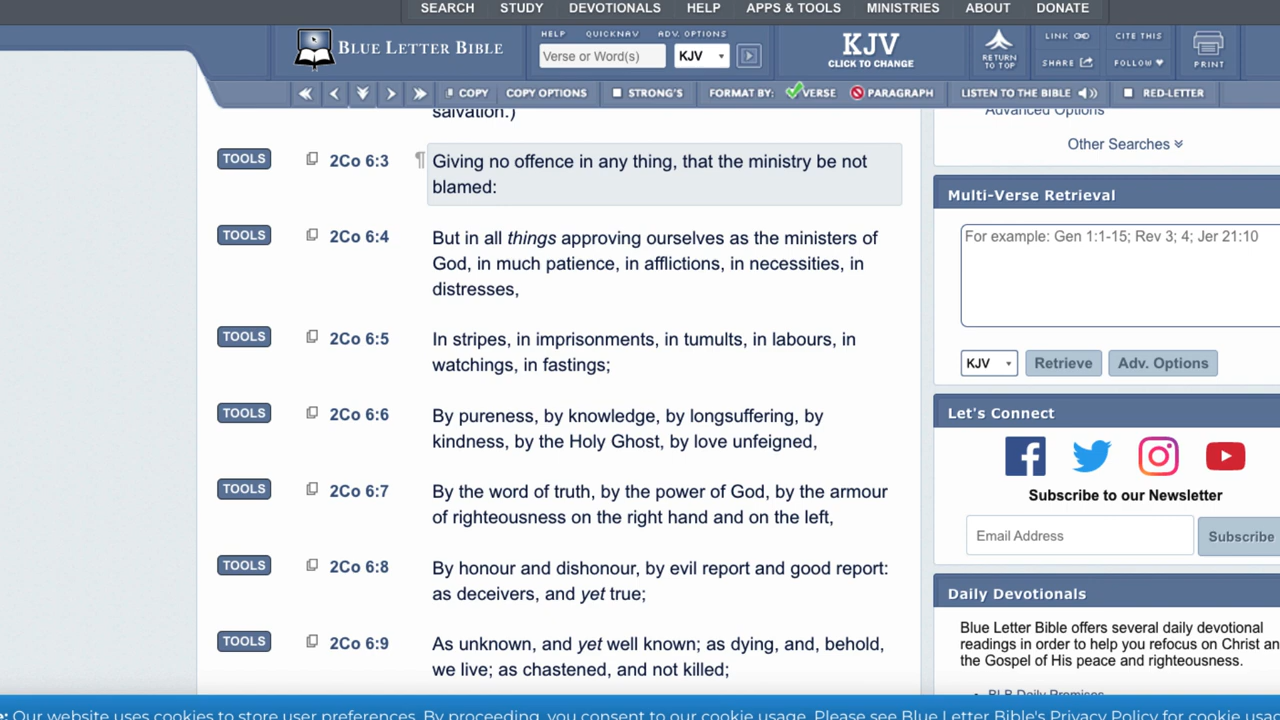 SEARCH STUDY DEVOTIONALS HELP APPS & TOOLS MINISTRIES ABOUT DONATE
BLUE LETTER BIBLE
HELP QUICKNAV ADV. OPTIONS
Verse or Word(s) KJV
KJV
CLICK TO CHANGE
RETURN
TO TOP
LINK
SHARE
CITE THIS
FOLLOW
PRINT
COPY COPY OPTIONS STRONG'S FORMAT BY: VERSE PARAGRAPH LISTEN TO THE BIBLE RED-LETTER
salvation.)
TOOLS 2Co 6:3 ¶ Giving no offence in any thing, that the ministry be not
blamed:
TOOLS 2Co 6:4 But in all things approving ourselves as the ministers of
God, in much patience, in afflictions, in necessities, in
distresses,
TOOLS 2Co 6:5 In stripes, in imprisonments, in tumults, in labours, in
watchings, in fastings;
TOOLS 2Co 6:6 By pureness, by knowledge, by longsuffering, by
kindness, by the Holy Ghost, by love unfeigned,
TOOLS 2Co 6:7 By the word of truth, by the power of God, by the armour
of righteousness on the right hand and on the left,
TOOLS 2Co 6:8 By honour and dishonour, by evil report and good report:
as deceivers, and yet true;
TOOLS 2Co 6:9 As unknown, and yet well known; as dying, and, behold,
we live; as chastened, and not killed;
Advanced Options
Other Searches
Multi-Verse Retrieval
For example: Gen 1:1-15; Rev 3; 4; Jer 21:10
KJV Retrieve Adv. Options
Let's Connect
Subscribe to our Newsletter
Email Address Subscribe
Daily Devotionals
Blue Letter Bible offers several daily devotional
readings in order to help you refocus on Christ an
the Gospel of His peace and righteousness.
BLB Daily Promises
e: Our website uses cookies to store user preferences. By proceeding, you consent to our cookie usage. Please see Blue Letter Bible's Privacy Policy for cookie usag